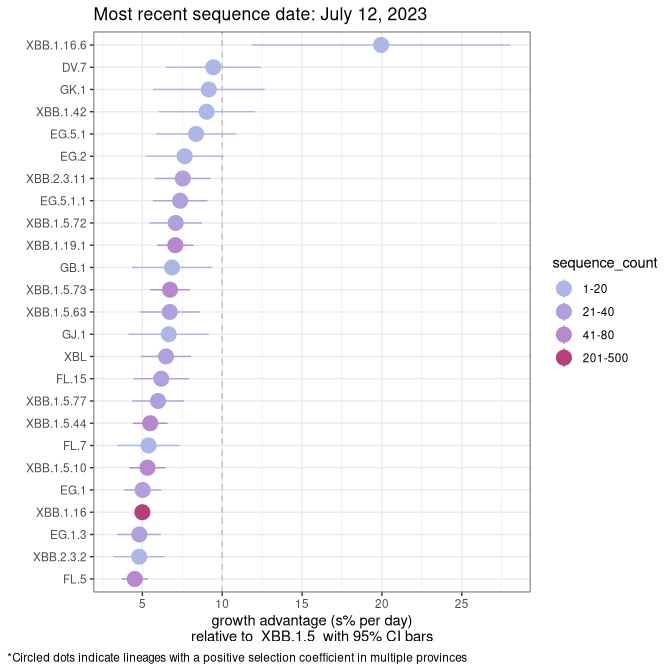 Most recent sequence date: July 12, 2023
XBB.1.16.6
DV.7
GK.1
XBB.1.42
EG.5.1
EG.2
XBB.2.3.11
EG.5.1.1
XBB.1.5.72
XBB.1.19.1
GB.1
XBB.1.5.73
XBB.1.5.63
GJ.1
XBL
FL.15
XBB.1.5.77
XBB.1.5.44
FL.7
XBB.1.5.10
EG.1
XBB.1.16
EG.1.3
XBB.2.3.2
FL.5
5 10 15 20 25
growth advantage (s% per day)
relative to  XBB.1.5  with 95% CI bars
sequence_count
1-20
21-40
41-80
201-500
*Circled dots indicate lineages with a positive selection coefficient in multiple provinces